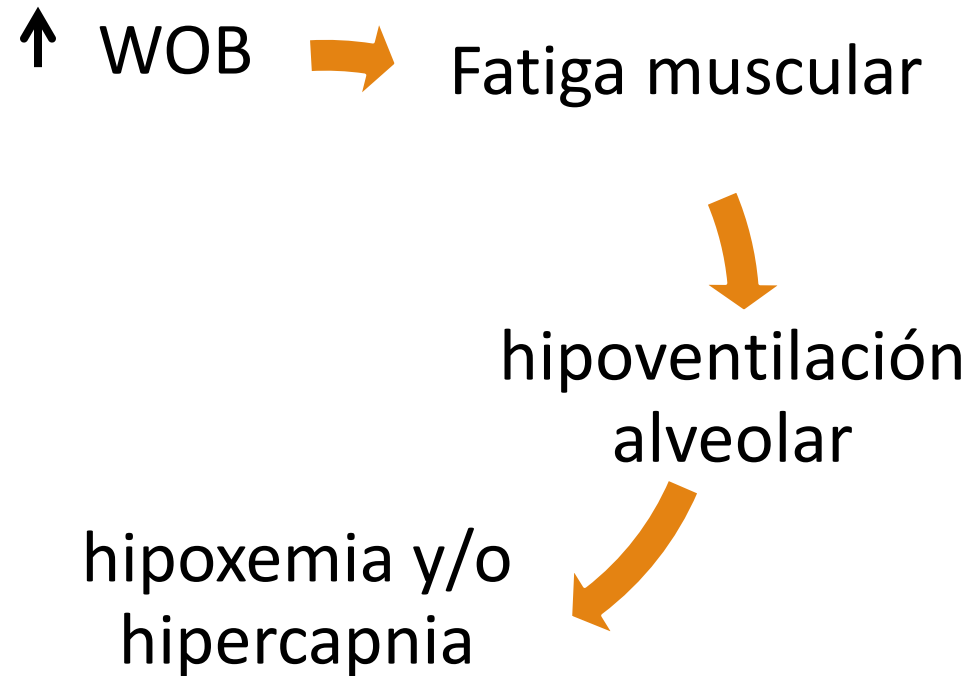 ↑ WOB
Fatiga muscular
hipoventilación
alveolar
hipoxemia y/o
hipercapnia